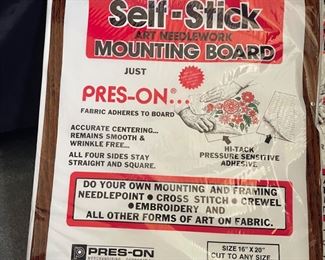 Self-Stick
ART NEEDLEWORK
MOUNTING BOARD
JUST
PRES-ON®...
FABRIC ADHERES TO BOARD
ACCURATE CENTERING...
REMAINS SMOOTH &
WRINKLE FREE...
ALL FOUR SIDES STAY
STRAIGHT AND SQUARE.
HI-TACK
PRESSURE SENSITIVE
ADHESIVE
DO YOUR OWN MOUNTING AND FRAMING
NEEDLEPOINT • CROSS STITCH • CREWEL
• EMBROIDERY AND
ALL OTHER FORMS OF ART ON FABRIC.
PRES-ON
SIZE 16" X 20"
CUT TO ANY SIZE